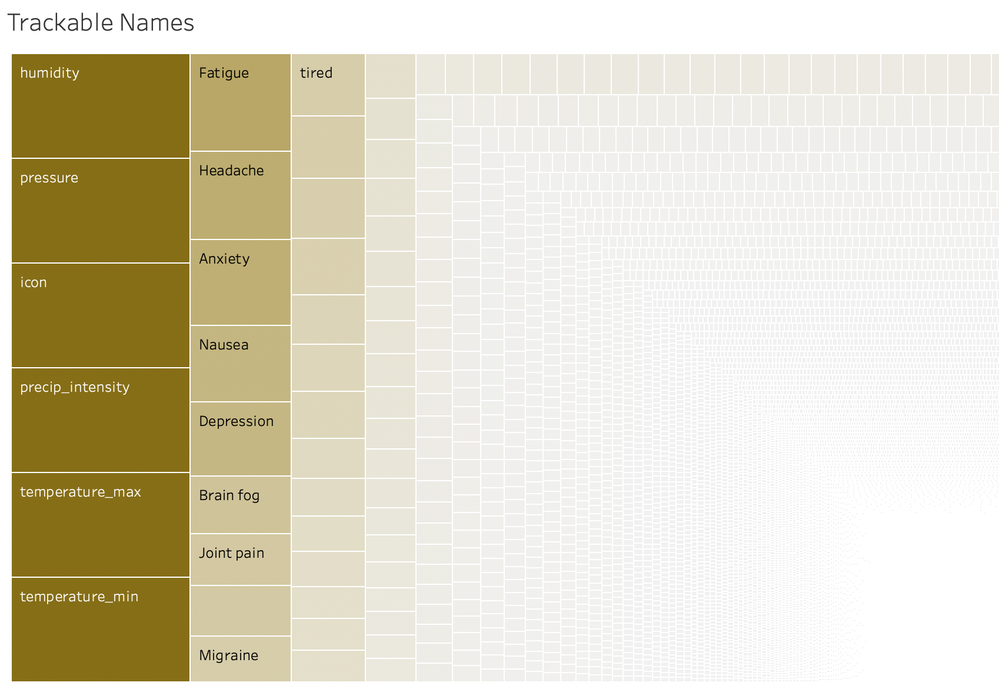 Trackable Names
humidity
pressure
icon
precip_intensity
temperature_max
temperature_min
Fatigue
Headache
Anxiety
Nausea
Depression
Brain fog
Joint pain
Migraine
tired